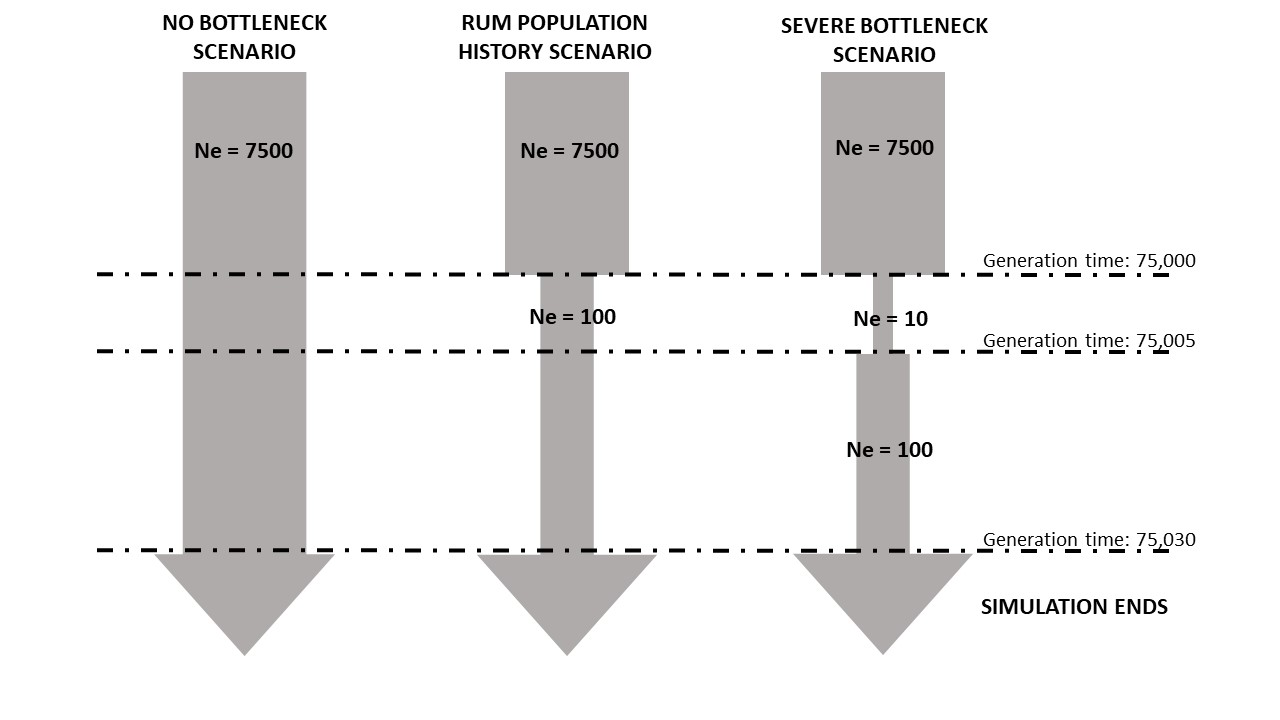 NO BOTTLENECK
SCENARIO
RUM POPULATION
HISTORY SCENARIO
SEVERE BOTTLENECK
SCENARIO
Ne = 7500
Ne = 7500
Ne = 7500
Generation time: 75,000
Ne = 100
Ne = 10
Generation time: 75,005
Ne = 100
Generation time: 75,030
SIMULATION ENDS